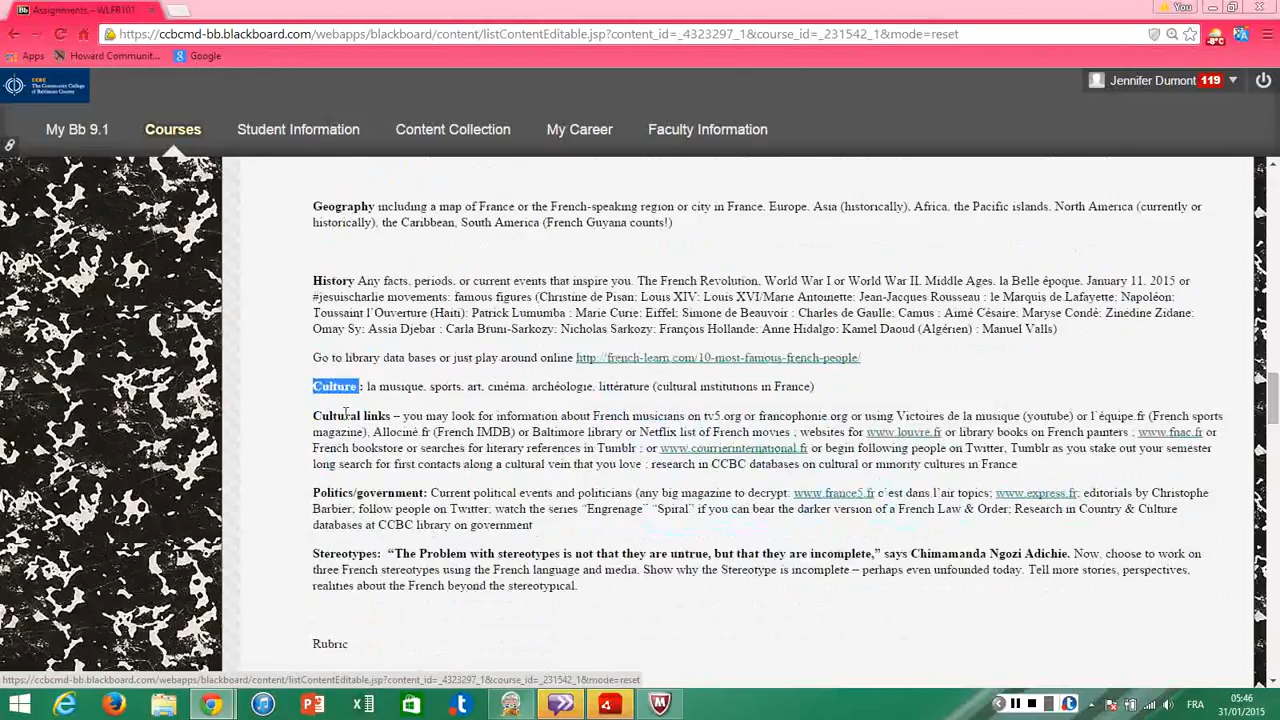 Assignments – WLFR101
You
https://ccbcmd-bb.blackboard.com/webapps/blackboard/content/listContentEditable.jsp?content_id=_4323297_1&course_id=_231542_1&mode=reset
Apps Howard Communit... Google
CCBC
The Community College
of Baltimore County
Jennifer Dumont 119
My Bb 9.1 Courses Student Information Content Collection My Career Faculty Information
Geography including a map of France or the French-speaking region or city in France. Europe, Asia (historically), Africa, the Pacific islands, North America (currently or
historically), the Caribbean, South America (French Guyana counts!)
History Any facts, periods, or current events that inspire you. The French Revolution, World War I or World War II, Middle Ages, la Belle époque, January 11, 2015 or
#jesuischarlie movements; famous figures (Christine de Pisan; Louis XIV; Louis XVI/Marie Antoinette; Jean-Jacques Rousseau ; le Marquis de Lafayette; Napoléon;
Toussaint l'Ouverture (Haiti); Patrick Lumumba ; Marie Curie; Eiffel; Simone de Beauvoir ; Charles de Gaulle; Camus ; Aimé Césaire, Maryse Condé; Zinedine Zidane;
Omay Sy; Assia Djebar ; Carla Bruni-Sarkozy; Nicholas Sarkozy; François Hollande; Anne Hidalgo; Kamel Daoud (Algérien) ; Manuel Valls)
Go to library data bases or just play around online http://french-learn.com/10-most-famous-french-people/
Culture : la musique, sports, art, cinéma, archéologie, littérature (cultural institutions in France)
Cultural links – you may look for information about French musicians on tv5.org or francophonie.org or using Victoires de la musique (youtube) or l'équipe.fr (French sports
magazine), Allociné.fr (French IMDB) or Baltimore library or Netflix list of French movies ; websites for www.louvre.fr or library books on French painters ; www.fnac.fr or
French bookstore or searches for literary references in Tumblr ; or www.courrierinternational.fr or begin following people on Twitter, Tumblr as you stake out your semester
long search for first contacts along a cultural vein that you love ; research in CCBC databases on cultural or minority cultures in France
Politics/government: Current political events and politicians (any big magazine to decrypt: www.france5.fr c'est dans l'air topics; www.express.fr; editorials by Christophe
Barbier, follow people on Twitter; watch the series "Engrenage" "Spiral" if you can bear the darker version of a French Law & Order; Research in Country & Culture
databases at CCBC library on government
Stereotypes: "The Problem with stereotypes is not that they are untrue, but that they are incomplete," says Chimamanda Ngozi Adichie. Now, choose to work on
three French stereotypes using the French language and media. Show why the Stereotype is incomplete – perhaps even unfounded today. Tell more stories, perspectives,
realities about the French beyond the stereotypical.
Rubric
https://ccbcmd-bb.blackboard.com/webapps/blackboard/content/listContentEditable.jsp?content_id=_4323297_1&course_id=_231542_1&mode=reset
FRA
05:46
31/01/2015